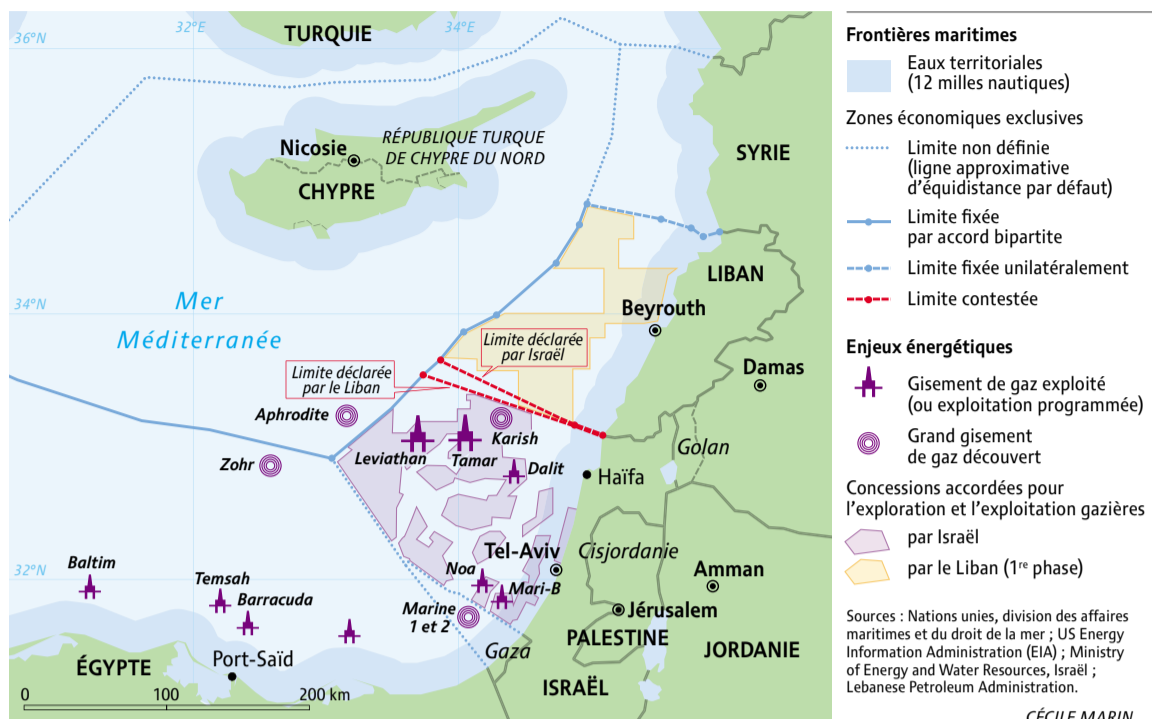 32°E
34°E
36°N
TURQUIE
Nicosie
RÉPUBLIQUE TURQUE
DE CHYPRE DU NORD
CHYPRE
SYRIE
LIBAN
34°N
Mer
Méditerranée
Beyrouth
Limite déclarée
par Israël
Limite déclarée
par le Liban
Damas
Aphrodite
Karish
Zohr
Leviathan
Tamar
Dalit
Golan
Haïfa
32°N
Baltim
Temsah
Barracuda
Tel-Aviv
Cisjordanie
Noa
Mari-B
Amman
Marine
1 et 2
Jérusalem
PALESTINE
JORDANIE
Gaza
ÉGYPTE
Port-Saïd
ISRAËL
0
100
200 km
Frontières maritimes
Eaux territoriales
(12 milles nautiques)
Zones économiques exclusives
Limite non définie
(ligne approximative
d'équidistance par défaut)
Limite fixée
par accord bipartite
Limite fixée unilatéralement
Limite contestée
Enjeux énergétiques
Gisement de gaz exploité
(ou exploitation programmée)
Grand gisement
de gaz découvert
Concessions accordées pour
l'exploration et l'exploitation gazières
par Israël
par le Liban (1re phase)
Sources : Nations unies, division des affaires
maritimes et du droit de la mer ; US Energy
Information Administration (EIA) ; Ministry
of Energy and Water Resources, Israël ;
Lebanese Petroleum Administration.
CÉCILE MARIN